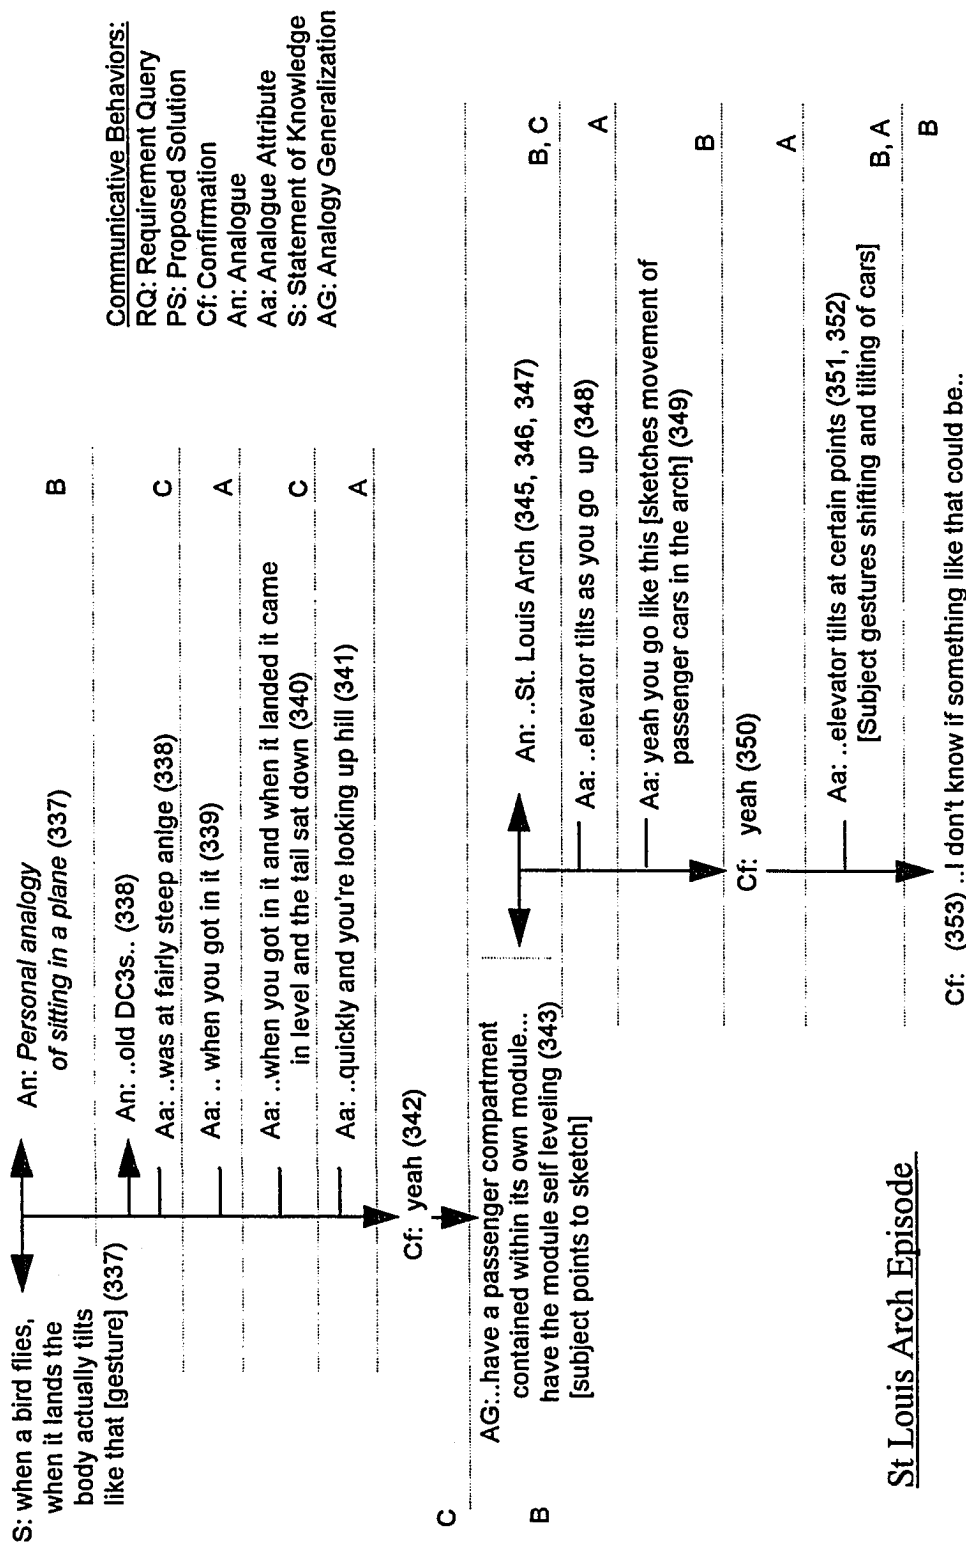 S: when a bird flies,
when it lands the
body actually tilts
like that [gesture] (337)
An: Personal analogy
of sitting in a plane (337)
B
An: ..old DC3s.. (338)
Aa: ..was at fairly steep anlge (338)
C
Aa: .. when you got in it (339)
A
Aa: ..when you got in it and when it landed it came
in level and the tail sat down (340)
C
Aa: ..quickly and you're looking up hill (341)
A
Cf: yeah (342)
C
Communicative Behaviors:
RQ: Requirement Query
PS: Proposed Solution
Cf: Confirmation
An: Analogue
Aa: Analogue Attribute
S: Statement of Knowledge
AG: Analogy Generalization
B
AG:..have a passenger compartment
contained within its own module...
have the module self leveling (343)
[subject points to sketch]
An: ..St. Louis Arch (345, 346, 347)
B, C
Aa: ..elevator tilts as you go up (348)
A
Aa: yeah you go like this [sketches movement of
passenger cars in the arch] (349)
B
Cf: yeah (350)
A
Aa: ..elevator tilts at certain points (351, 352)
[Subject gestures shifting and tilting of cars]
B, A
Cf: (353) ..I don't know if something like that could be..
B
St Louis Arch Episode